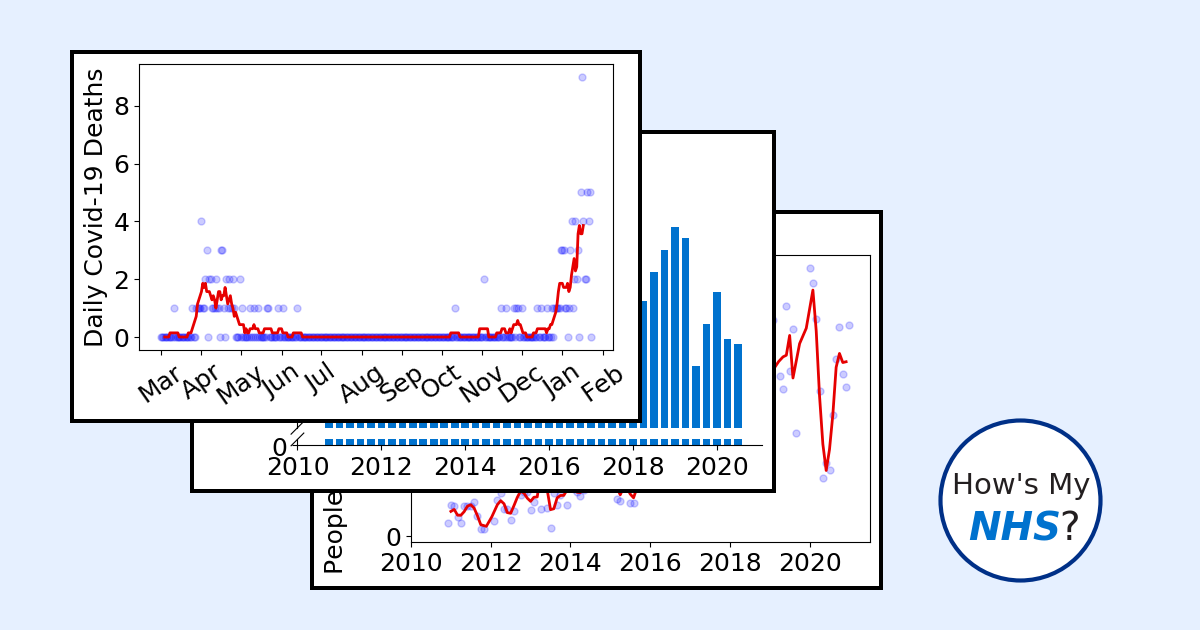 Daily Covid-19 Deaths
8
6
4
2
0
Mar Apr May Jun Jul Aug Sep Oct Nov Dec Jan Feb
0
2010 2012 2014 2016 2018 2020
People
0
2010 2012 2014 2016 2018 2020
How's My
NHS?